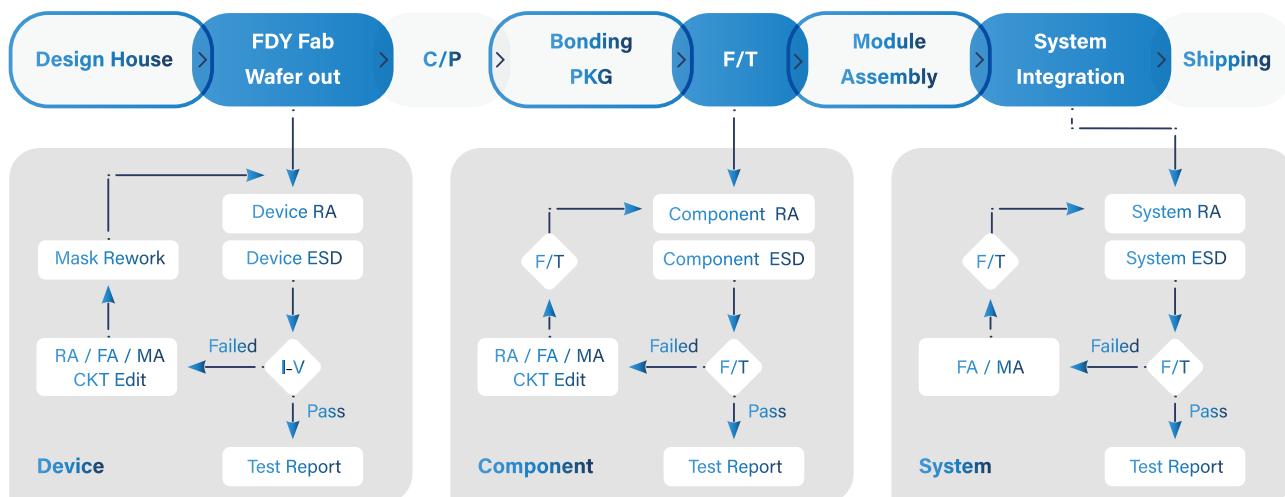 Design House
FDY Fab
Wafer out
C/P
Bonding
PKG
F/T
Module
Assembly
System
Integration
Shipping
Device RA
Device ESD
Mask Rework
RA / FA / MA
CKT Edit
Failed
I-V
Pass
Test Report
Device
Component RA
Component ESD
F/T
RA / FA / MA
CKT Edit
Failed
F/T
Pass
Test Report
Component
System RA
System ESD
F/T
FA / MA
Failed
F/T
Pass
Test Report
System